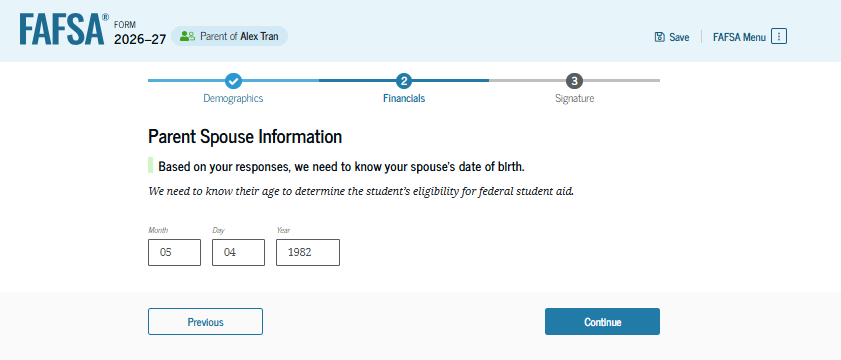 FAFSA® FORM
2026–27
Parent of Alex Tran
Save
FAFSA Menu
2
3
Demographics
Financials
Signature
Parent Spouse Information
Based on your responses, we need to know your spouse's date of birth.
We need to know their age to determine the student's eligibility for federal student aid.
Month
Day
Year
05
04
1982
Previous
Continue